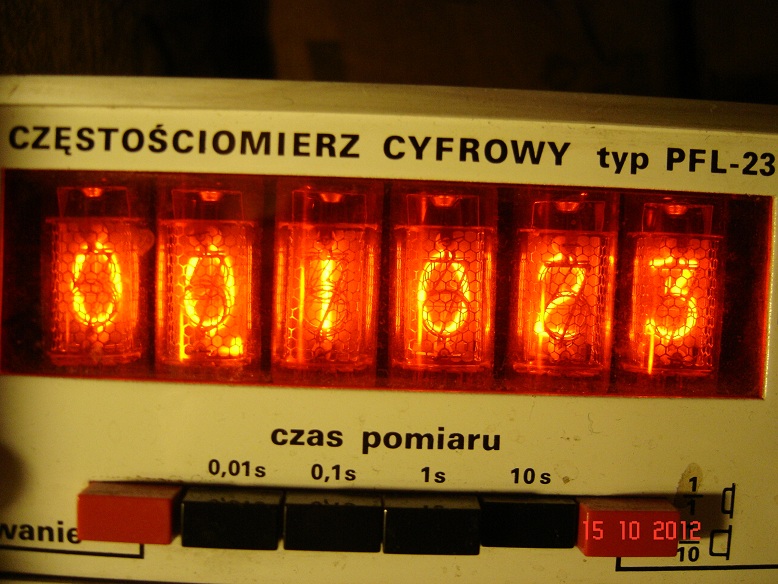 CZĘSTOŚCIOMIERZ CYFROWY typ PFL-23
czas pomiaru
0,01s 0,1s 1s 10s
1
1
wanie
15 10 2012
10